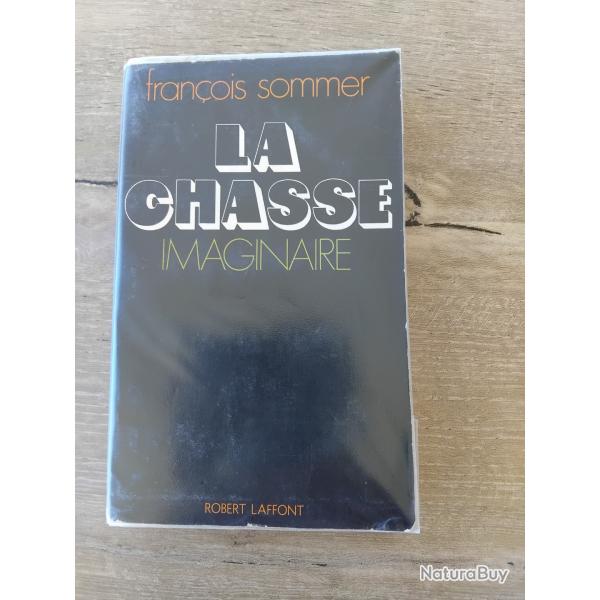 françois sommer
LA
CHASSE
IMAGINAIRE
ROBERT LAFFONT
NaturaBuy